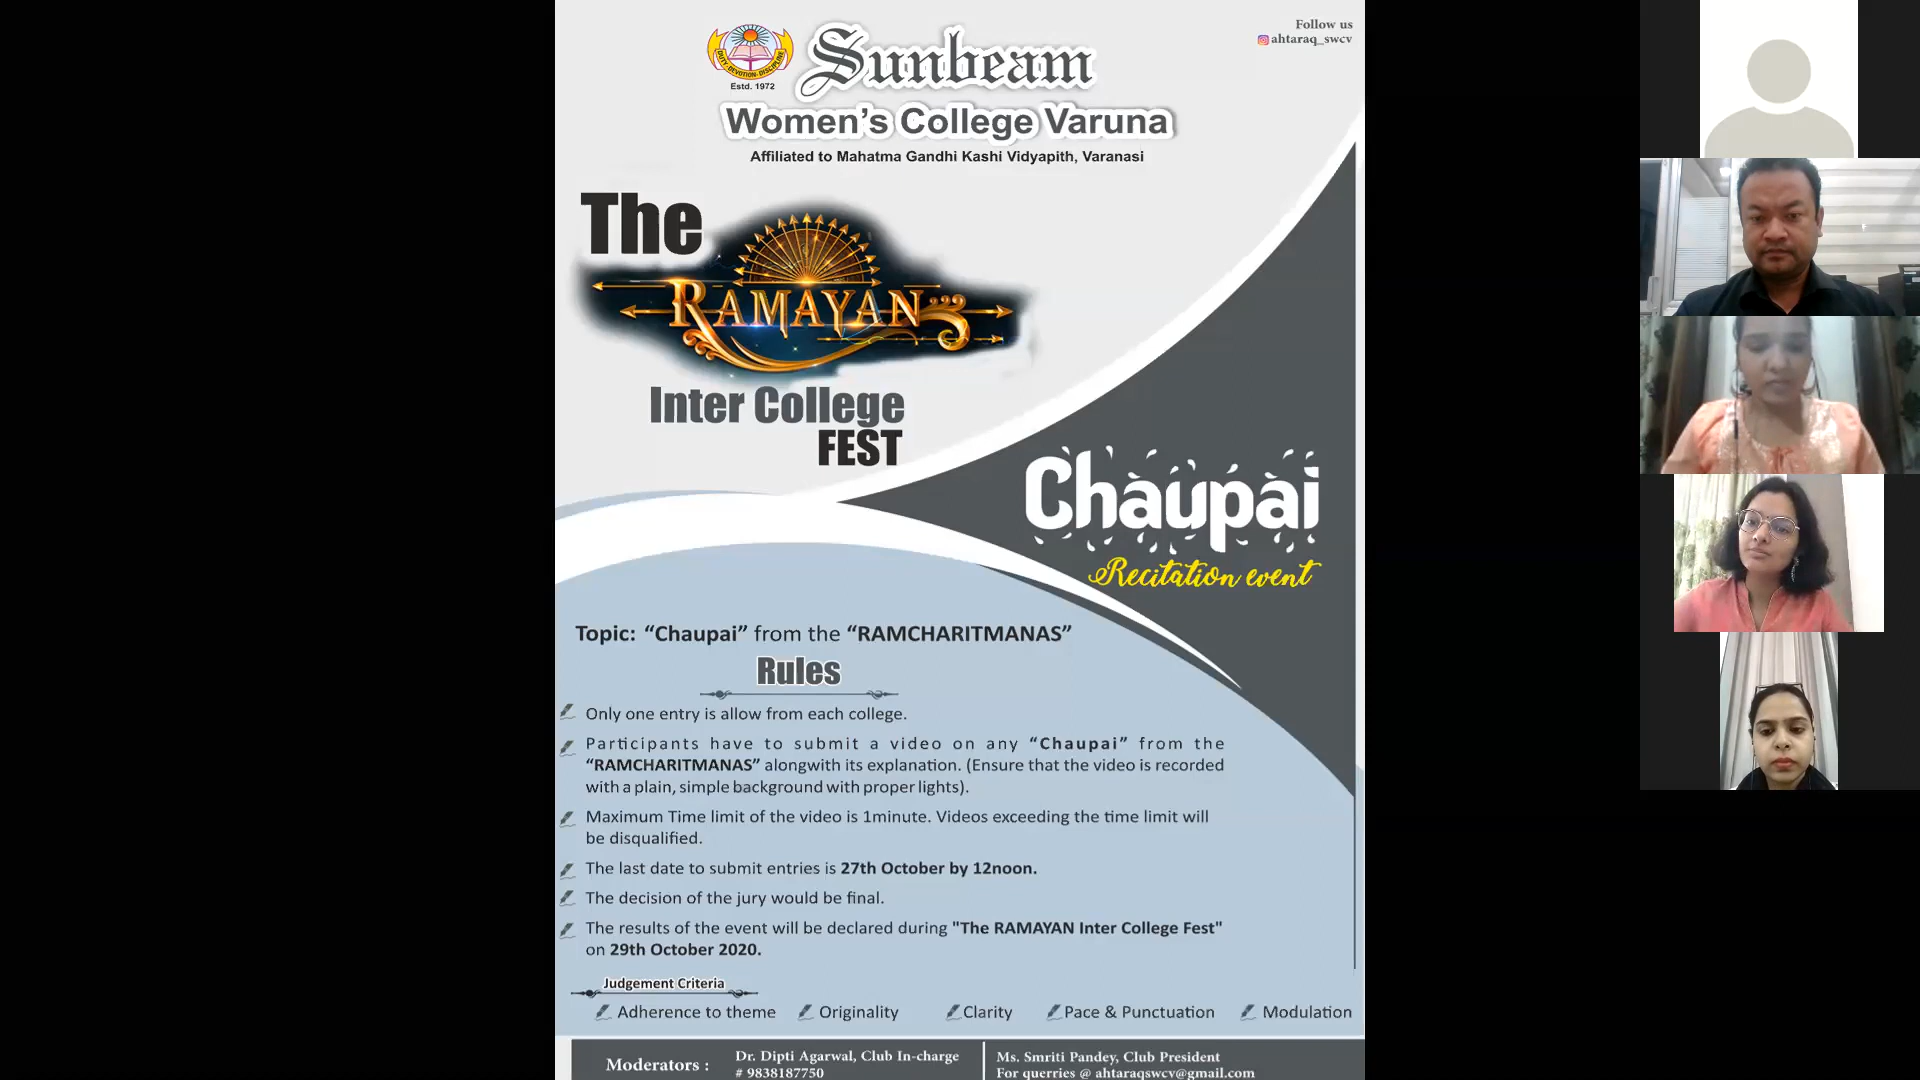 Follow us
ahtaraq_swcv
DUTY-DEVOTION-DISCIPLINE
Estd. 1972
Sunbeam
Women's College Varuna
Affiliated to Mahatma Gandhi Kashi Vidyapith, Varanasi
The
RAMAYAN
Inter College
FEST
Chaupai
Recitation event
Topic: “Chaupai” from the “RAMCHARITMANAS”
Rules
Only one entry is allow from each college.
Participants have to submit a video on any “Chaupai” from the
“RAMCHARITMANAS” alongwith its explanation. (Ensure that the video is recorded
with a plain, simple background with proper lights).
Maximum Time limit of the video is 1minute. Videos exceeding the time limit will
be disqualified.
The last date to submit entries is 27th October by 12noon.
The decision of the jury would be final.
The results of the event will be declared during "The RAMAYAN Inter College Fest"
on 29th October 2020.
Judgement Criteria
Adherence to theme Originality Clarity Pace & Punctuation Modulation
Moderators :
Dr. Dipti Agarwal, Club In-charge
# 9838187750
Ms. Smriti Pandey, Club President
For querries @ ahtaraqswcv@gmail.com